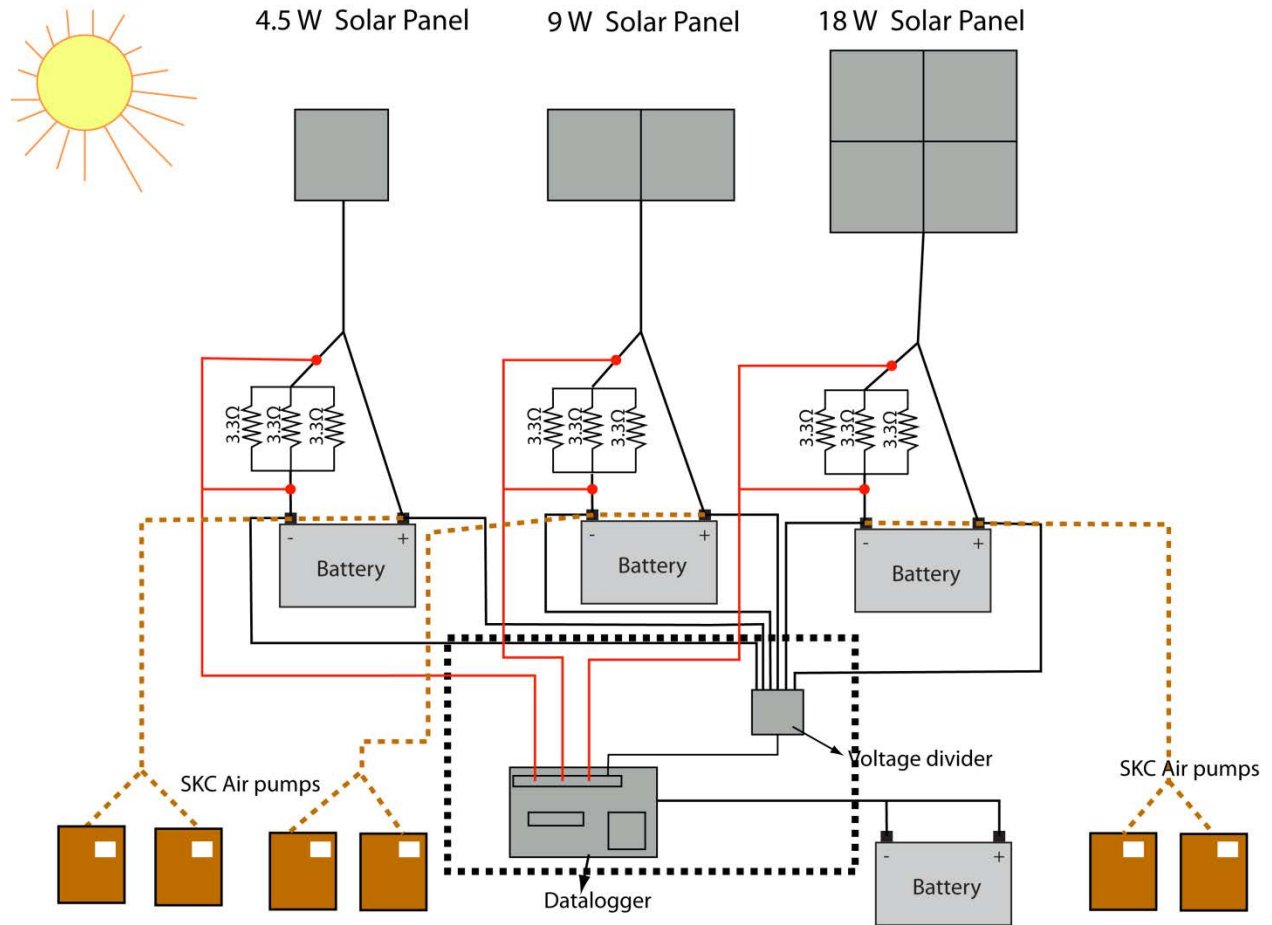 4.5 W Solar Panel
9 W Solar Panel
18 W Solar Panel
3.3Ω
3.3Ω
3.3Ω
3.3Ω
3.3Ω
3.3Ω
3.3Ω
3.3Ω
3.3Ω
- +
Battery
- +
Battery
- +
Battery
Voltage divider
SKC Air pumps
SKC Air pumps
- +
Battery
Datalogger